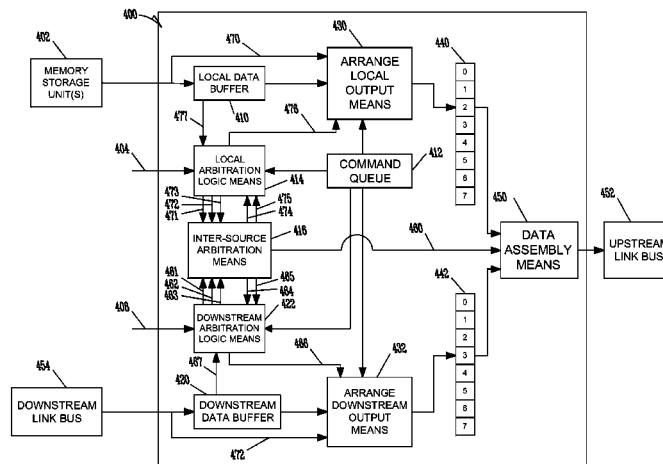 400
402
MEMORY
STORAGE
UNIT(S)
470
430
ARRANGE
LOCAL
OUTPUT
MEANS
440
0
1
2
3
4
5
6
7
LOCAL DATA
BUFFER
477
410
476
404
LOCAL
ARBITRATION
LOGIC MEANS
414
COMMAND
QUEUE
412
473
472
471
475
474
INTER-SOURCE
ARBITRATION
MEANS
416
480
450
DATA
ASSEMBLY
MEANS
452
UPSTREAM
LINK BUS
481
482
483
485
484
408
DOWNSTREAM
ARBITRATION
LOGIC MEANS
422
442
0
1
2
3
4
5
6
7
486
432
ARRANGE
DOWNSTREAM
OUTPUT
MEANS
454
DOWNSTREAM
LINK BUS
420
487
DOWNSTREAM
DATA BUFFER
472